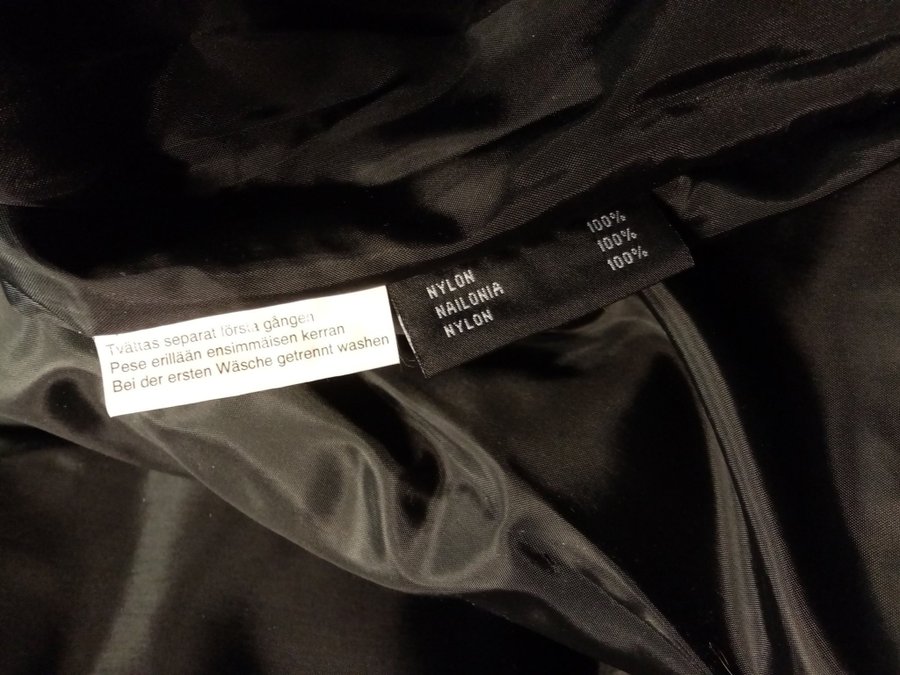 Tvättas separat första gången
Pese erillään ensimmäisen kerran
Bei der ersten Wäsche getrennt washen
NYLON 100%
NAILONIA 100%
NYLON 100%